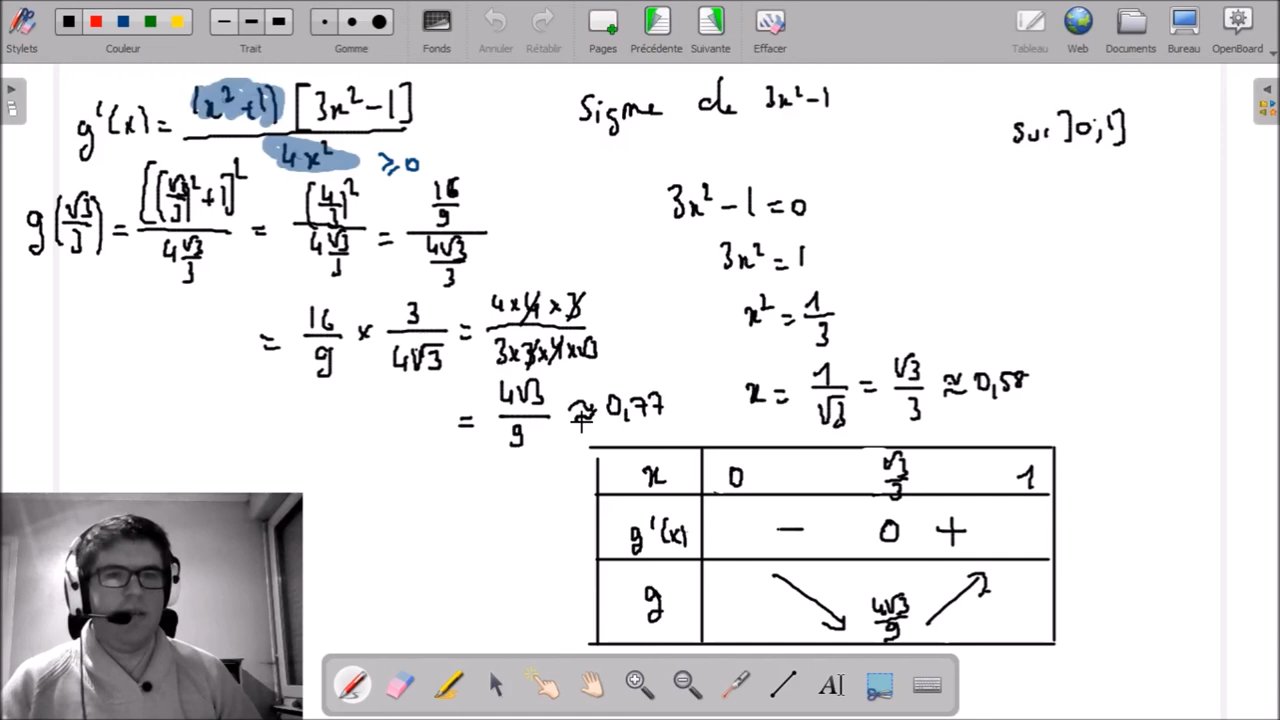 Stylets Couleur Trait Gomme Fonds Annuler Rétablir Pages Précédente Suivante Effacer Tableau Web Documents Bureau OpenBoard
g'(x) = (x²+1) [3x²-1] / 4x² ≥ 0
g(√3/3) = [(√3/3)²+1]² / (4√3/3) = (4/3)² / (4√3/3) = (16/9) / (4√3/3)
= 16/9 × 3/4√3 = 4×4×3 / 3×3×4×√3
= 4√3/9 ≈ 0,77
Signe de 3x²-1
sur ]0;1]
3x²-1=0
3x²=1
x²=1/3
x = 1/√3 = √3/3 ≈ 0,58
x 0 √3/3 1
g'(x) - 0 +
g 4√3/9